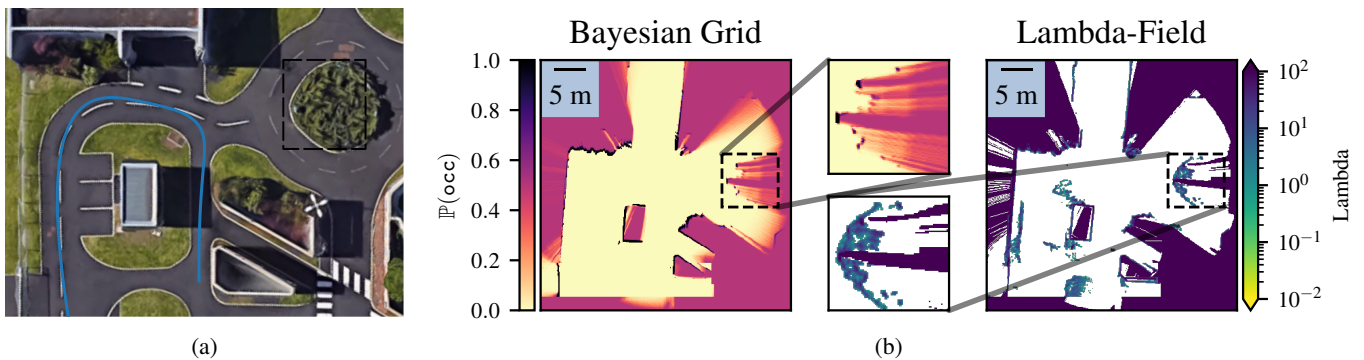 Bayesian Grid
Lambda-Field
1.0
0.8
0.6
0.4
0.2
0.0
ℙ(occ)
5 m
5 m
10²
10¹
10⁰
10⁻¹
10⁻²
Lambda
(a)
(b)